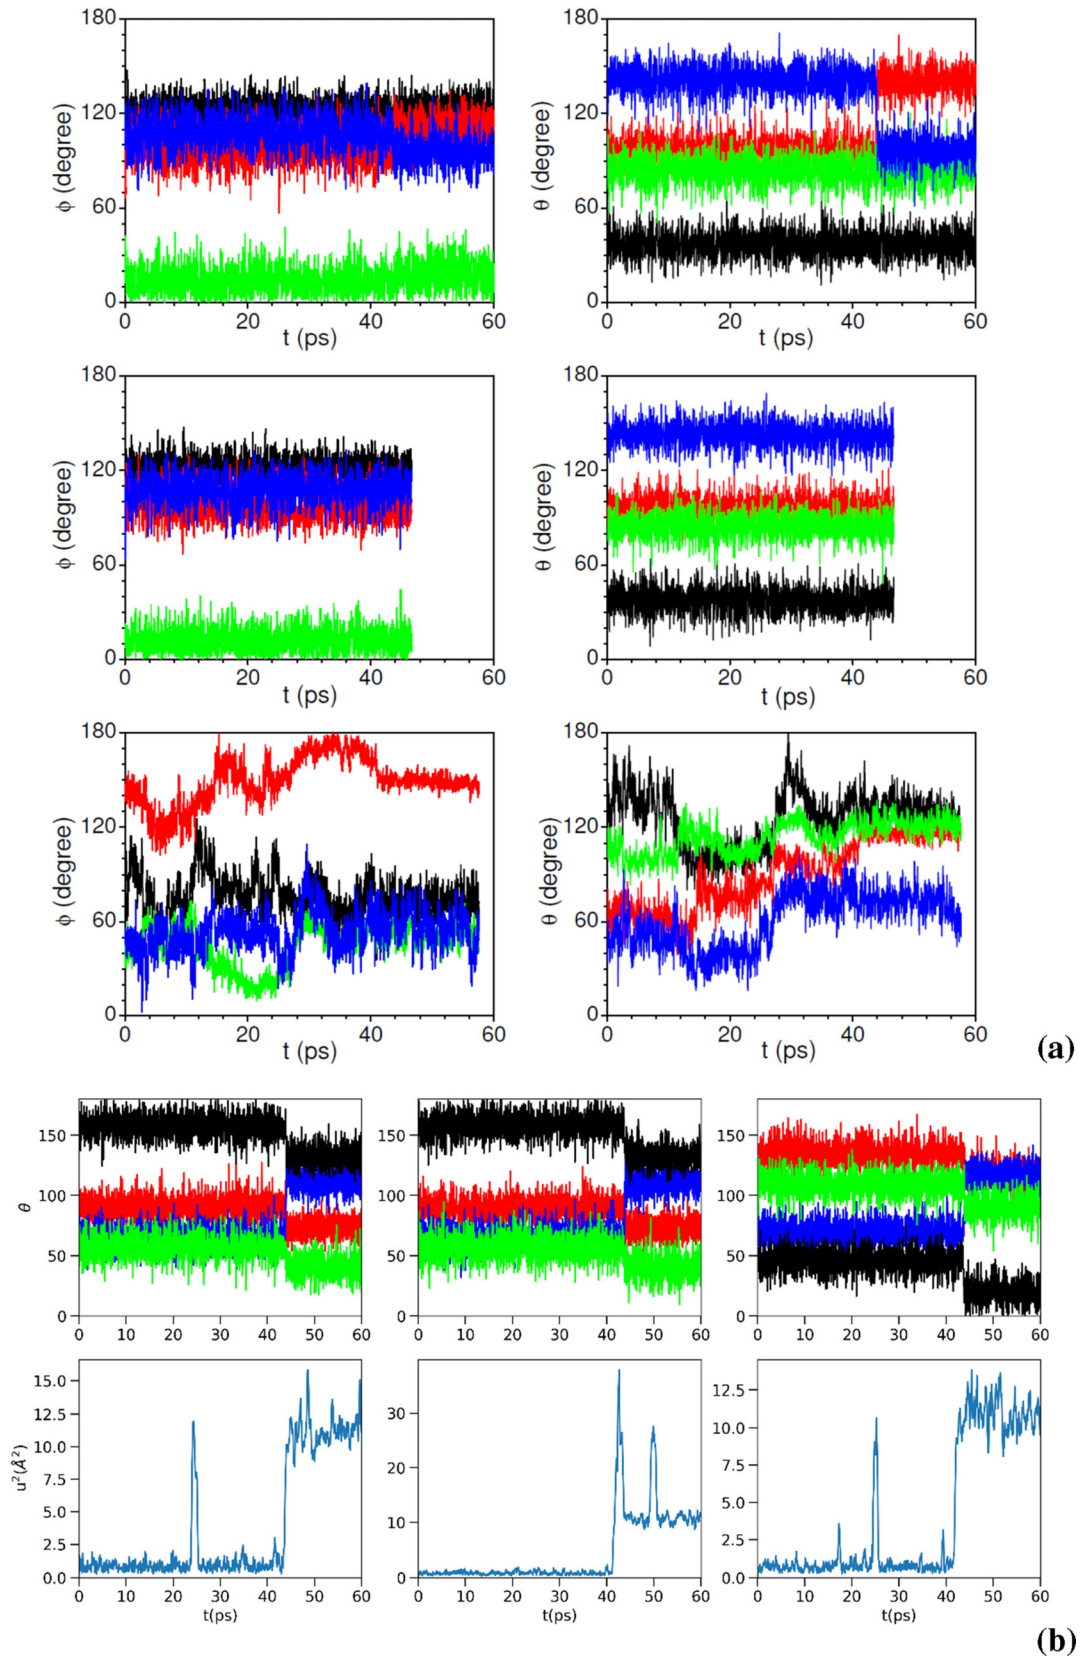 180 180
120 120
60 60
0 0
ϕ (degree) θ (degree)
0 20 40 60 0 20 40 60
t (ps) t (ps)
180 180
120 120
60 60
0 0
ϕ (degree) θ (degree)
0 20 40 60 0 20 40 60
t (ps) t (ps)
180 180
120 120
60 60
0 0
ϕ (degree) θ (degree)
0 20 40 60 0 20 40 60
t (ps) t (ps)
(a)
150 150 150
100 100 100
θ
50 50 50
0 0 0
0 10 20 30 40 50 60 0 10 20 30 40 50 60 0 10 20 30 40 50 60
15.0 30 12.5
12.5 20 10.0
10.0 10 7.5
7.5 0 5.0
5.0 2.5
2.5 0.0
0.0
u²(Å²)
0 10 20 30 40 50 60 0 10 20 30 40 50 60 0 10 20 30 40 50 60
t(ps) t(ps) t(ps)
(b)